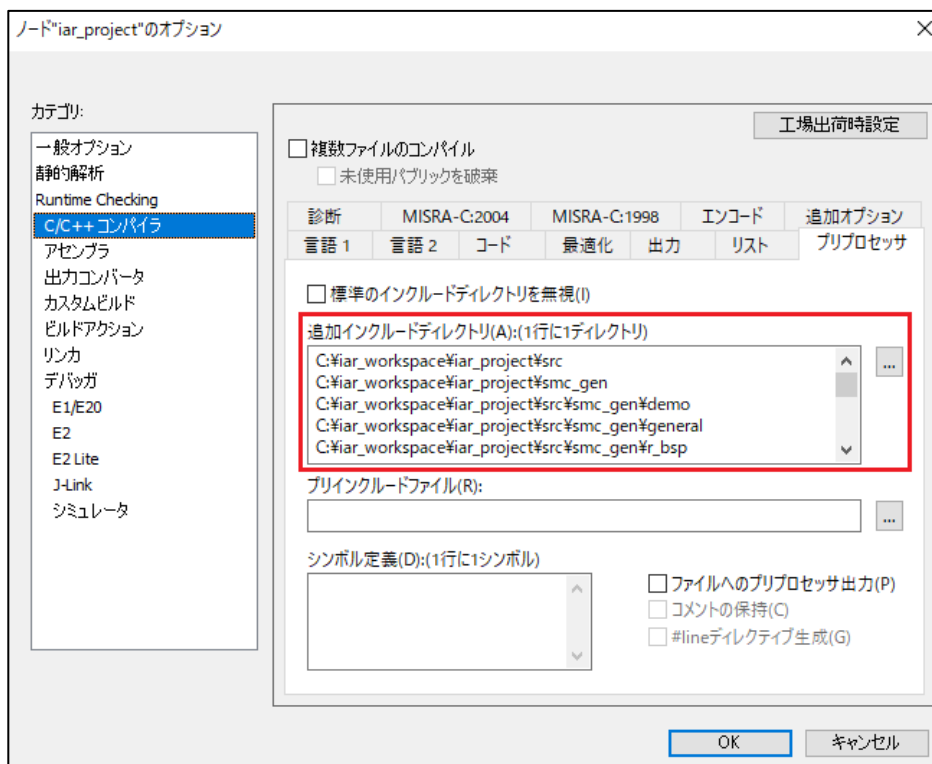 ノード"iar_project"のオプション
カテゴリ:
一般オプション
静的解析
Runtime Checking
C/C++ コンパイラ
アセンブラ
出力コンバータ
カスタムビルド
ビルドアクション
リンカ
デバッガ
E1/E20
E2
E2 Lite
J-Link
シミュレータ
工場出荷時設定
複数ファイルのコンパイル
未使用パブリックを破棄
診断 MISRA-C:2004 MISRA-C:1998 エンコード 追加オプション
言語 1 言語 2 コード 最適化 出力 リスト プリプロセッサ
標準のインクルードディレクトリを無視(I)
追加インクルードディレクトリ(A):(1行に1ディレクトリ)
C:¥iar_workspace¥iar_project¥src
C:¥iar_workspace¥iar_project¥smc_gen
C:¥iar_workspace¥iar_project¥src¥smc_gen¥demo
C:¥iar_workspace¥iar_project¥src¥smc_gen¥general
C:¥iar_workspace¥iar_project¥src¥smc_gen¥r_bsp
...
プリインクルードファイル(R):
...
シンボル定義(D):(1行に1シンボル)
ファイルへのプリプロセッサ出力(P)
コメントの保持(C)
#lineディレクティブ生成(G)
OK キャンセル